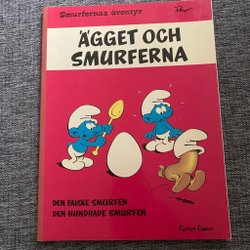 Smurfernas äventyr
Peyo
ÄGGET OCH
SMURFERNA
DEN FALSKE SMURFEN
DEN HUNDRADE SMURFEN
Carlsen Comics